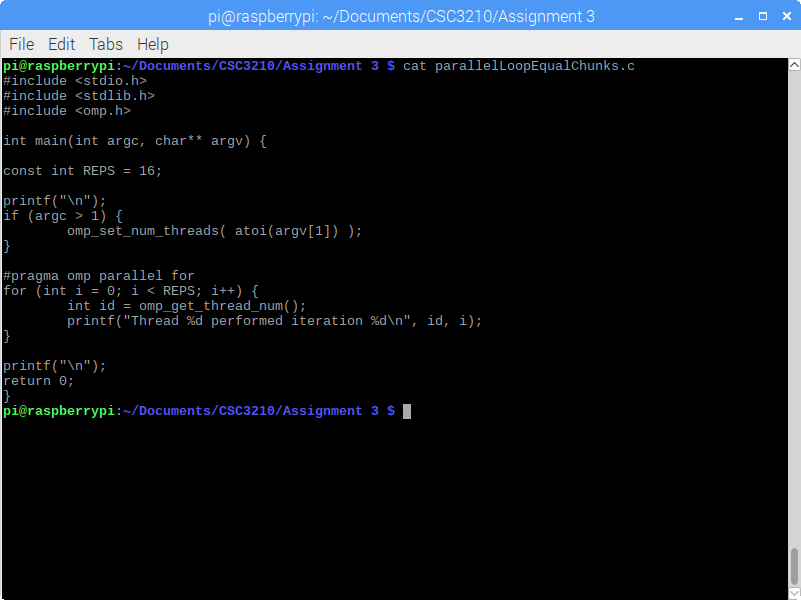 pi@raspberrypi: ~/Documents/CSC3210/Assignment 3
File Edit Tabs Help
pi@raspberrypi:~/Documents/CSC3210/Assignment 3 $ cat parallelLoopEqualChunks.c
#include <stdio.h>
#include <stdlib.h>
#include <omp.h>
int main(int argc, char** argv) {
const int REPS = 16;
printf("\n");
if (argc > 1) {
        omp_set_num_threads( atoi(argv[1]) );
}
#pragma omp parallel for
for (int i = 0; i < REPS; i++) {
        int id = omp_get_thread_num();
        printf("Thread %d performed iteration %d\n", id, i);
}
printf("\n");
return 0;
}
pi@raspberrypi:~/Documents/CSC3210/Assignment 3 $